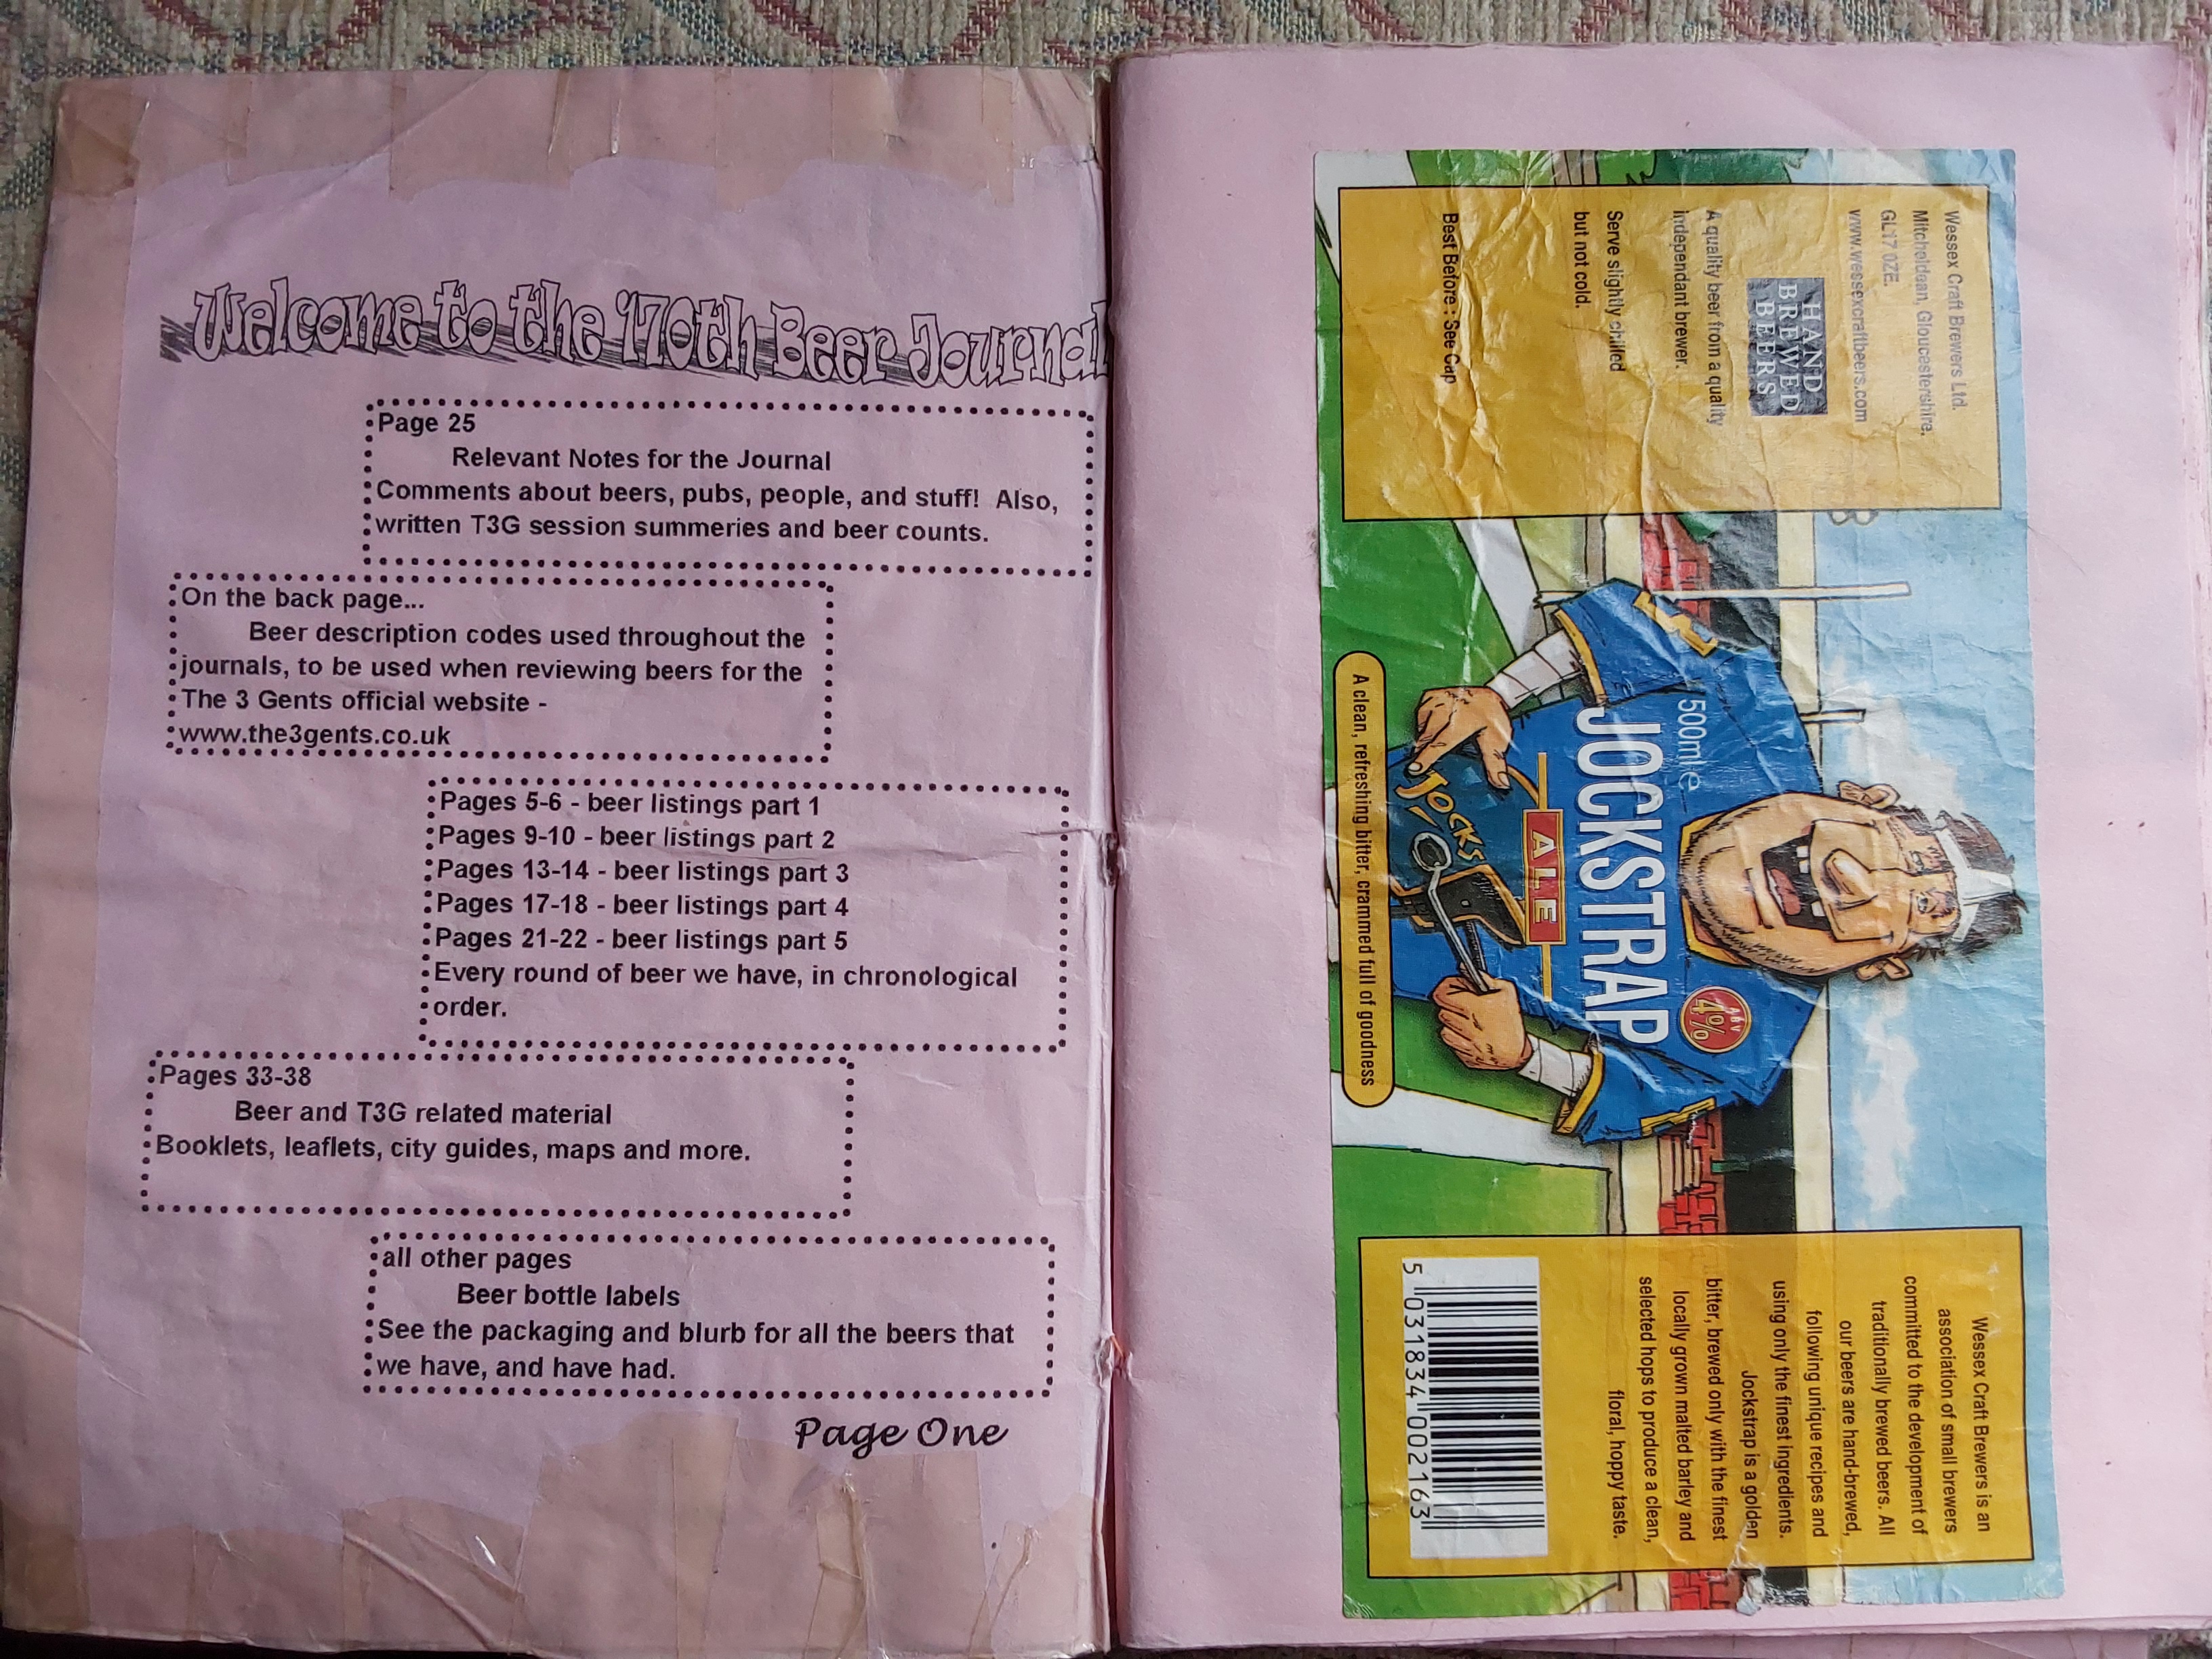 Welcome to the 170th Beer Journal
Page 25
Relevant Notes for the Journal
Comments about beers, pubs, people, and stuff! Also,
written T3G session summeries and beer counts.
On the back page...
Beer description codes used throughout the
journals, to be used when reviewing beers for the
The 3 Gents official website -
www.the3gents.co.uk
Pages 5-6 - beer listings part 1
Pages 9-10 - beer listings part 2
Pages 13-14 - beer listings part 3
Pages 17-18 - beer listings part 4
Pages 21-22 - beer listings part 5
Every round of beer we have, in chronological
order.
Pages 33-38
Beer and T3G related material
Booklets, leaflets, city guides, maps and more.
all other pages
Beer bottle labels
See the packaging and blurb for all the beers that
we have, and have had.
Page One
Wessex Craft Brewers Ltd.
Mitcheldean, Gloucestershire.
GL17 0ZE.
www.wessexcraftbeers.com
HAND
BREWED
BEERS
A quality beer from a quality
independant brewer.
Serve slightly chilled
but not cold.
Best Before : See Cap
500ml e
ABV
4%
JOCKSTRAP
ALE
JOCKS
A clean, refreshing bitter, crammed full of goodness
Wessex Craft Brewers is an
association of small brewers
committed to the development of
traditionally brewed beers. All
our beers are hand-brewed,
following unique recipes and
using only the finest ingredients.
Jockstrap is a golden
bitter, brewed only with the finest
locally grown malted barley and
selected hops to produce a clean,
floral, hoppy taste.
5 031834 002163